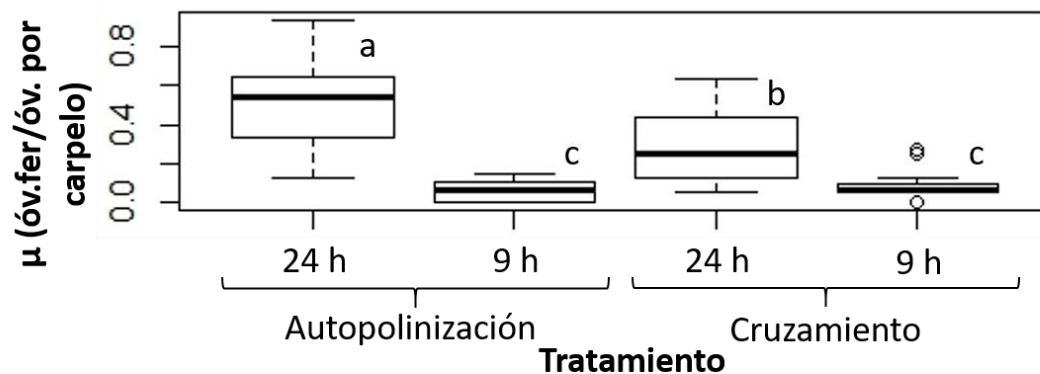 μ (óv.fer/óv. por
carpelo)
0.8
0.4
0.0
a
c
b
c
24 h 9 h 24 h 9 h
Autopolinización Cruzamiento
Tratamiento